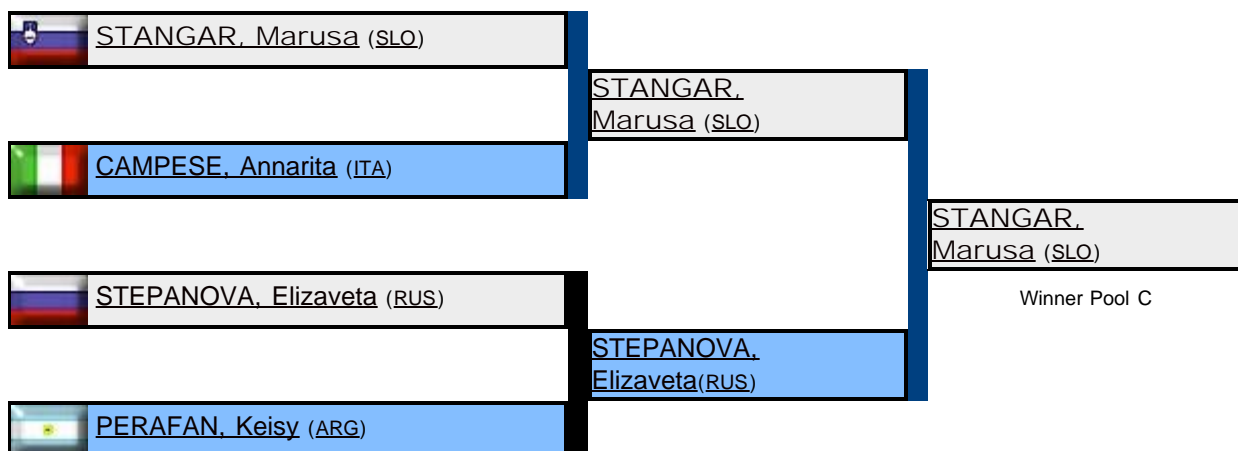 STANGAR, Marusa (SLO)
CAMPESE, Annarita (ITA)
STEPANOVA, Elizaveta (RUS)
PERAFAN, Keisy (ARG)
STANGAR,
Marusa (SLO)
STEPANOVA,
Elizaveta(RUS)
STANGAR,
Marusa (SLO)
Winner Pool C